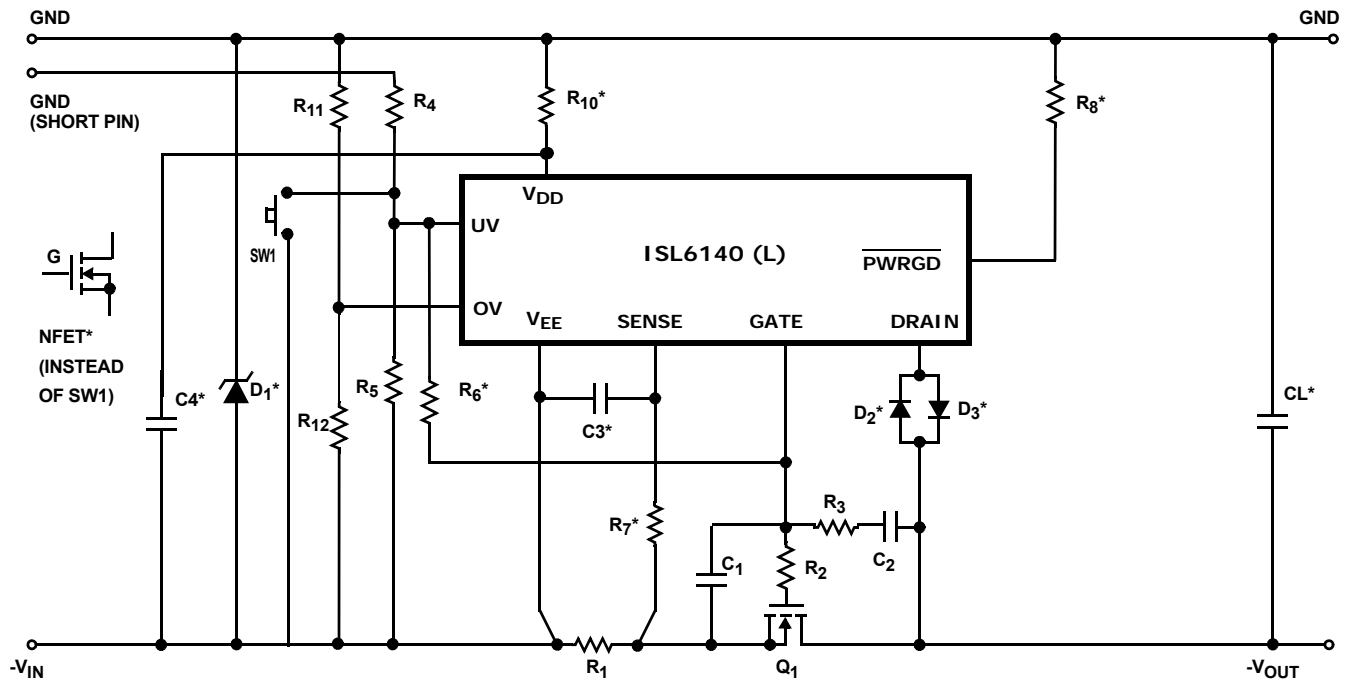 GND
GND
GND
(SHORT PIN)
R11
R4
R10*
R8*
VDD
UV
ISL6140 (L)
PWRGD
SW1
G
OV
VEE
SENSE
GATE
DRAIN
NFET*
(INSTEAD
OF SW1)
C4*
D1*
R5
R6*
R12
C3*
D2*
D3*
CL*
R7*
R3
C1
R2
C2
-VIN
R1
Q1
-VOUT